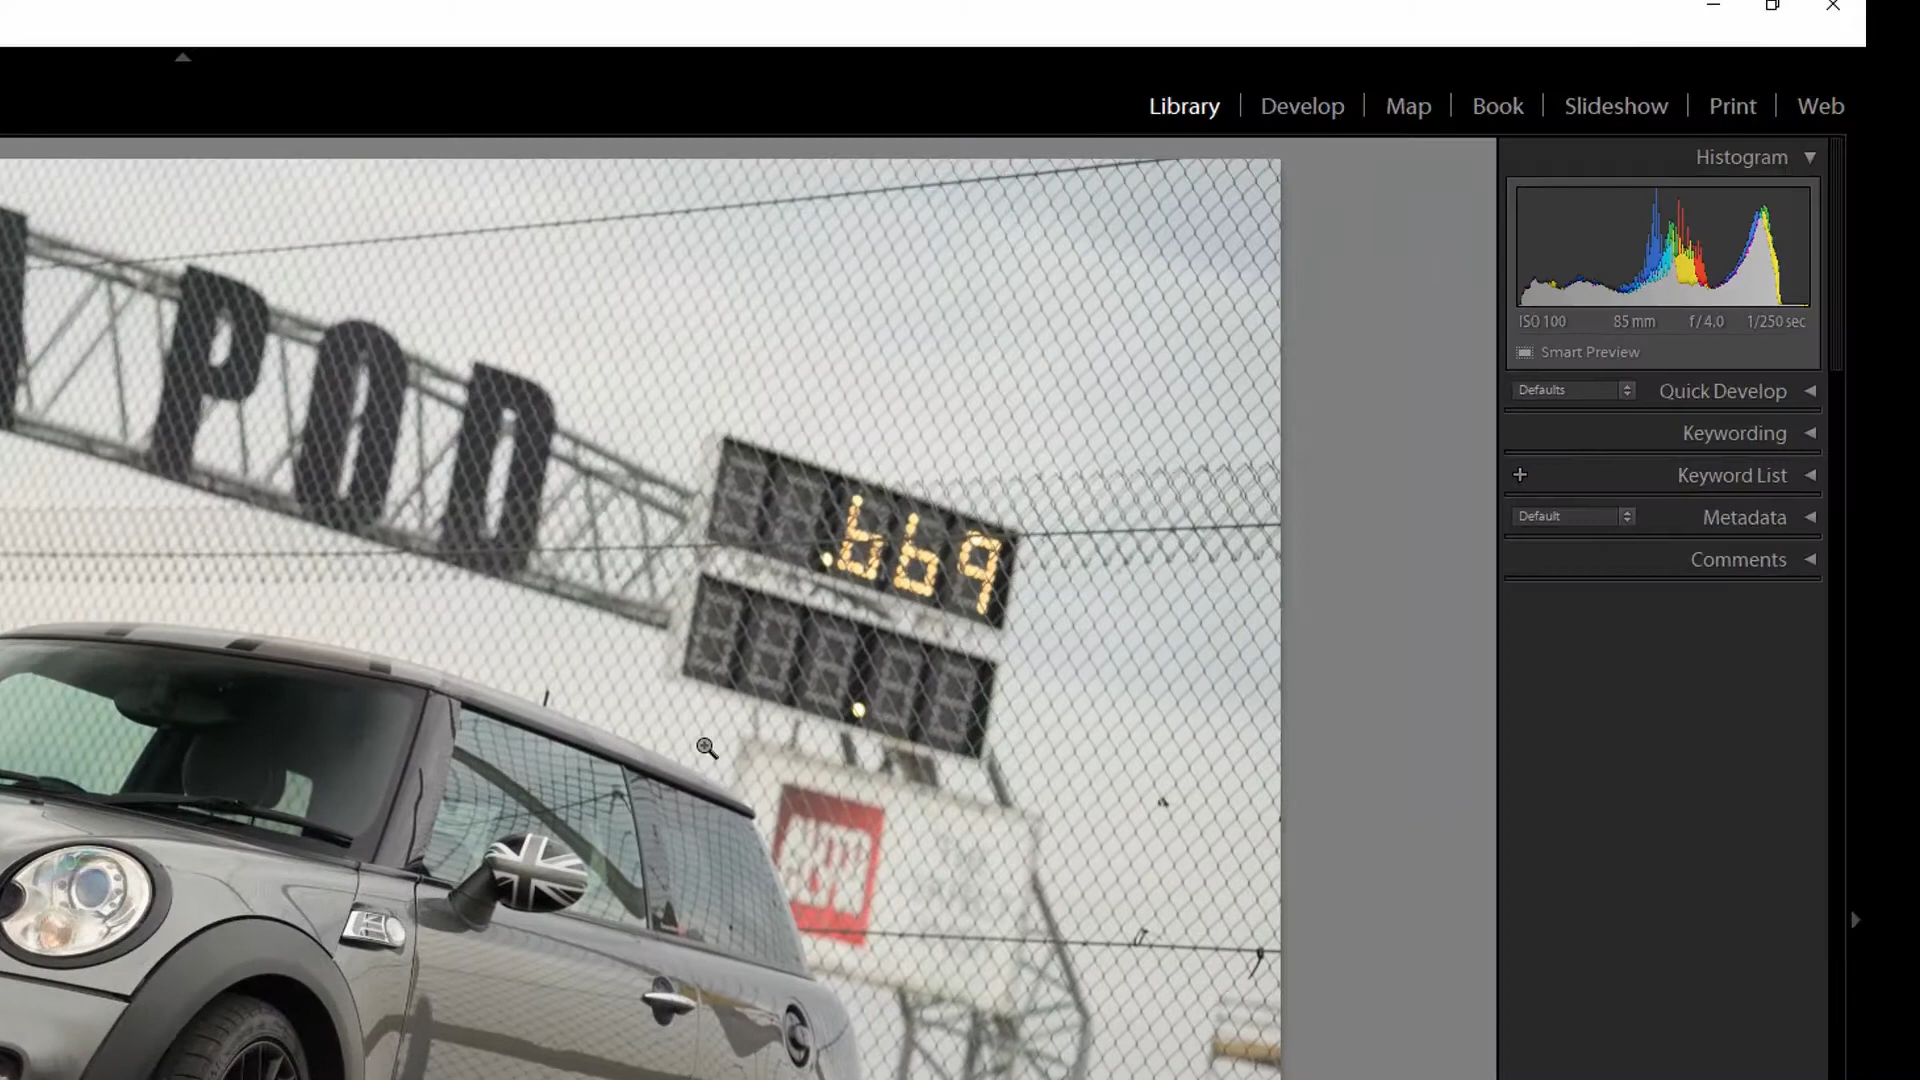 Library | Develop | Map | Book | Slideshow | Print | Web
Histogram
ISO 100 85 mm f / 4.0 1/250 sec
Smart Preview
Defaults Quick Develop
Keywording
+ Keyword List
Default Metadata
Comments
POD
.669